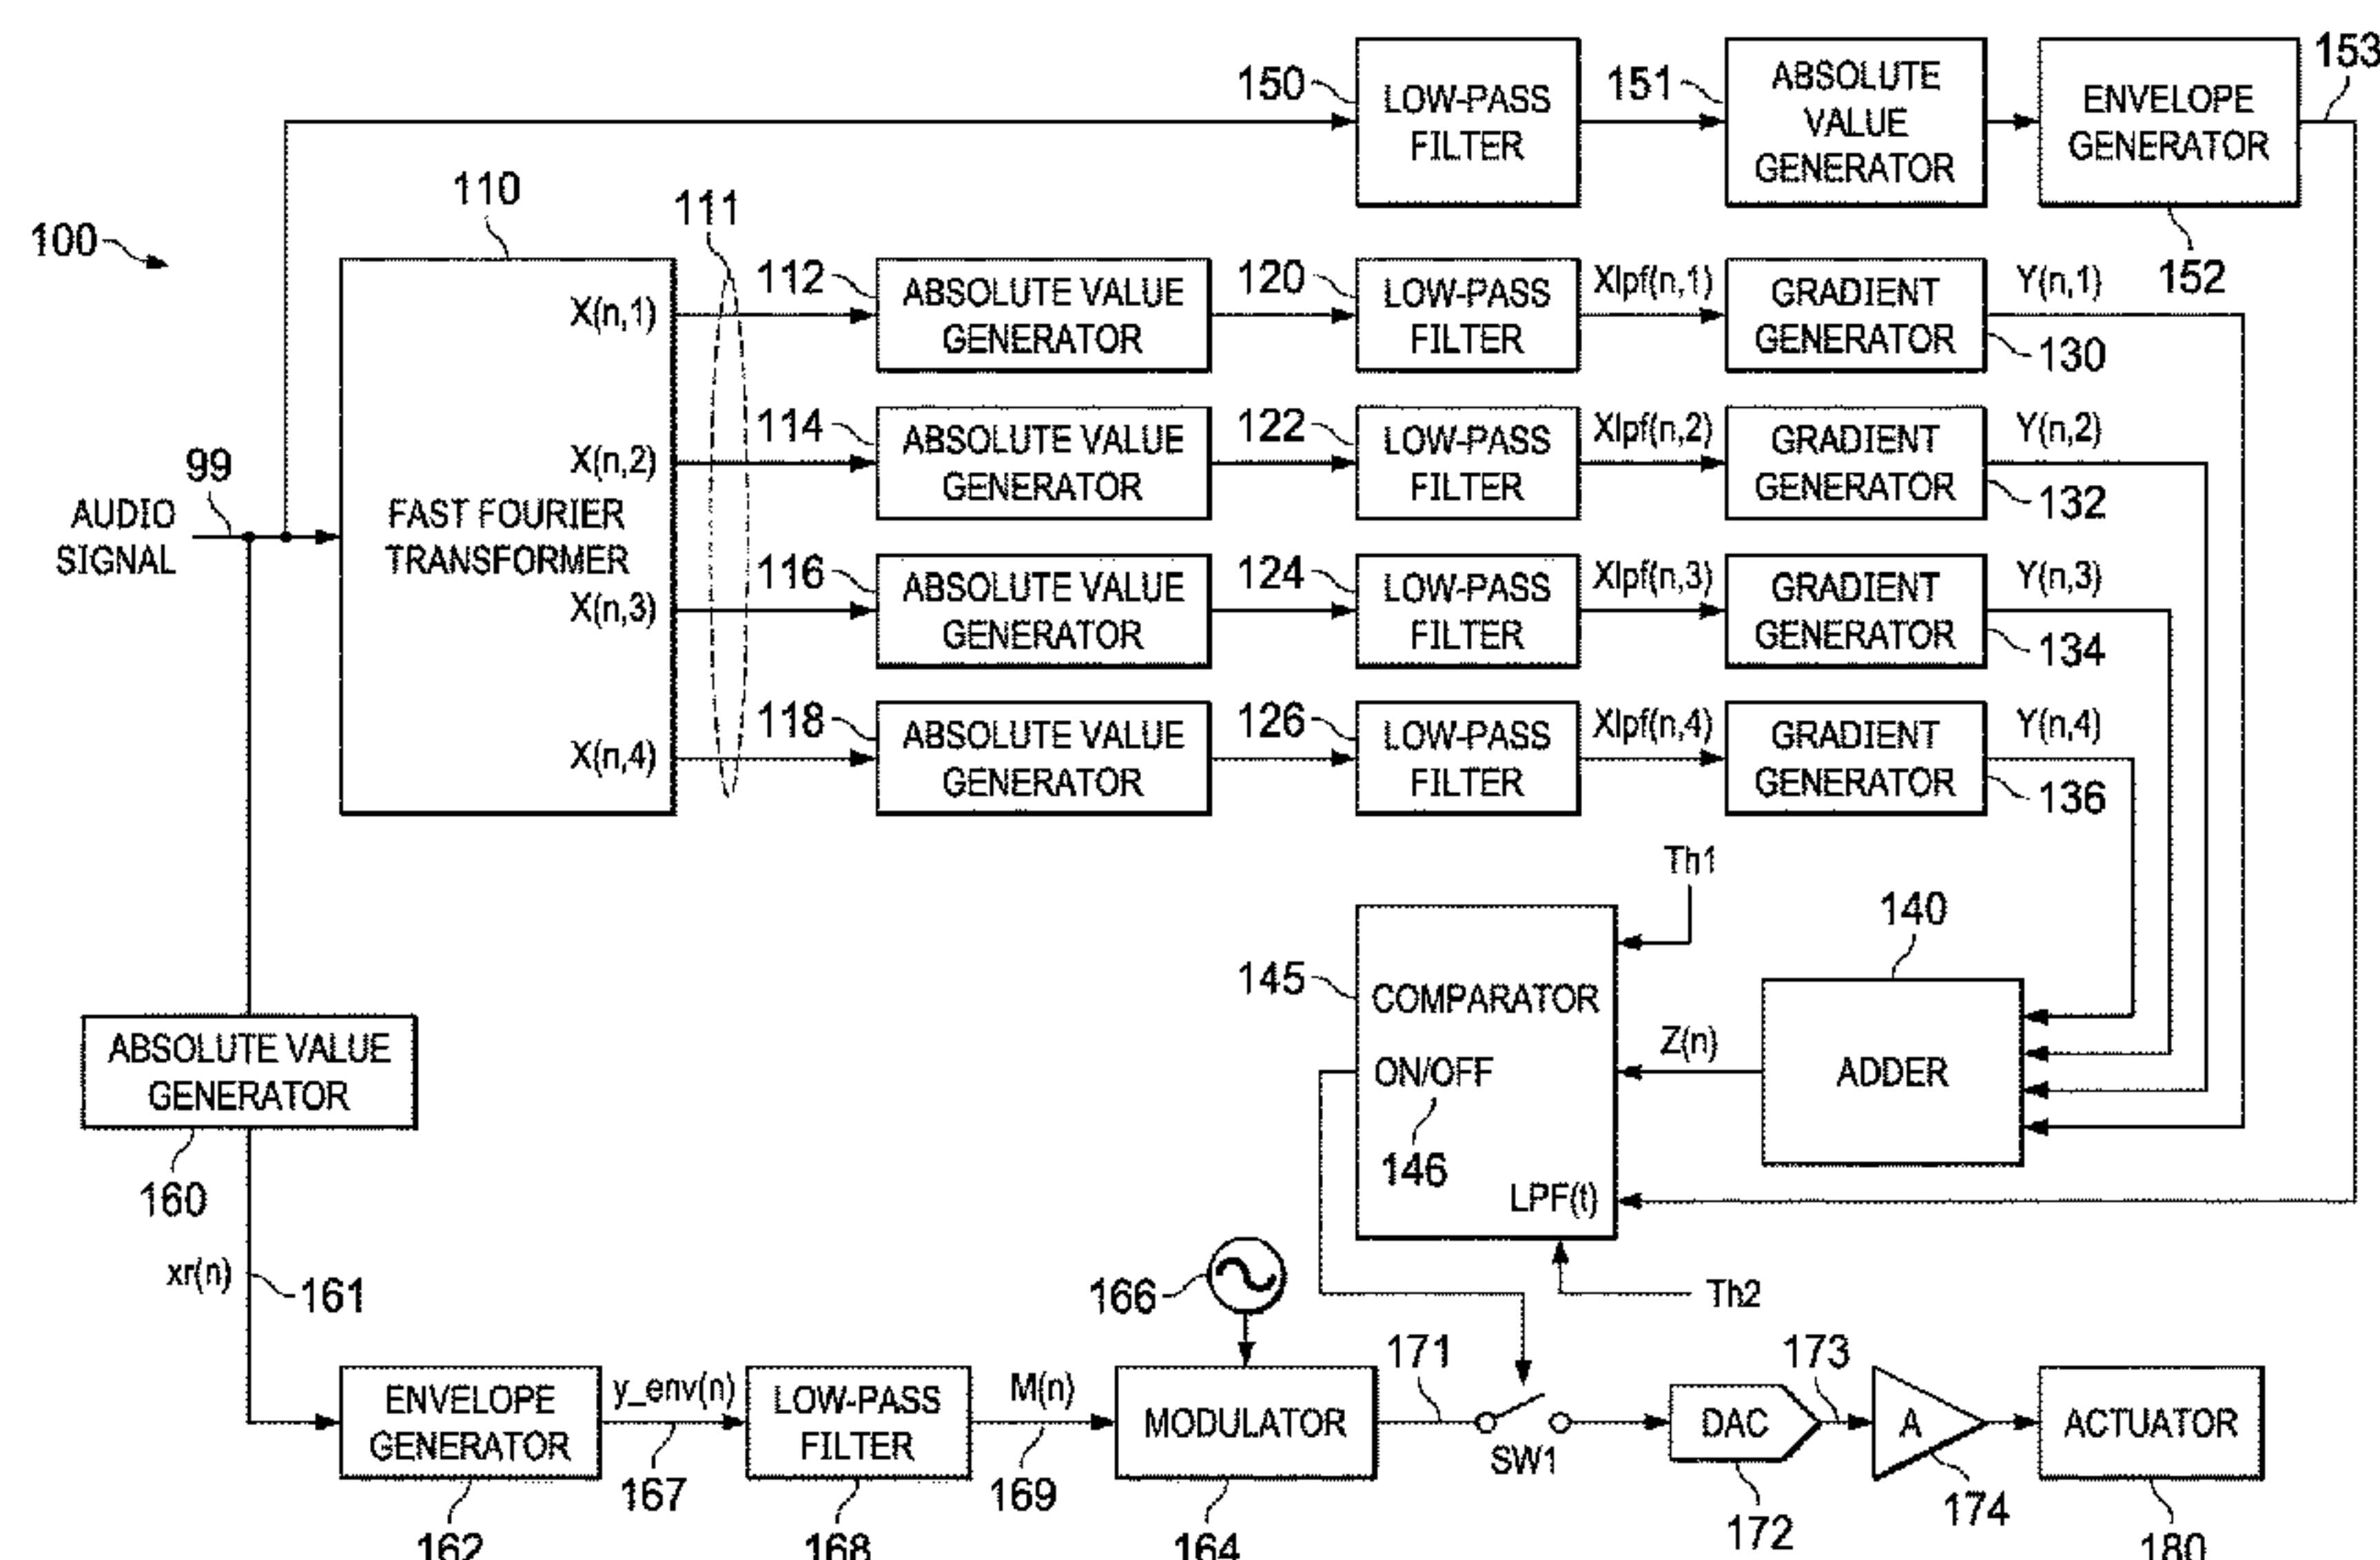 150
LOW-PASS
FILTER
151
ABSOLUTE
VALUE
GENERATOR
ENVELOPE
GENERATOR
153
152
100
110
111
99
AUDIO
SIGNAL
FAST FOURIER
TRANSFORMER
X(n,1)
X(n,2)
X(n,3)
X(n,4)
112
ABSOLUTE VALUE
GENERATOR
120
LOW-PASS
FILTER
Xlpf(n,1)
GRADIENT
GENERATOR
Y(n,1)
130
114
ABSOLUTE VALUE
GENERATOR
122
LOW-PASS
FILTER
Xlpf(n,2)
GRADIENT
GENERATOR
Y(n,2)
132
116
ABSOLUTE VALUE
GENERATOR
124
LOW-PASS
FILTER
Xlpf(n,3)
GRADIENT
GENERATOR
Y(n,3)
134
118
ABSOLUTE VALUE
GENERATOR
126
LOW-PASS
FILTER
Xlpf(n,4)
GRADIENT
GENERATOR
Y(n,4)
136
Th1
145
COMPARATOR
ON/OFF
146
LPF(t)
Z(n)
140
ADDER
Th2
ABSOLUTE VALUE
GENERATOR
160
xr(n)
161
ENVELOPE
GENERATOR
162
y_env(n)
167
LOW-PASS
FILTER
168
M(n)
169
166
MODULATOR
164
171
SW1
DAC
172
173
A
174
ACTUATOR
180